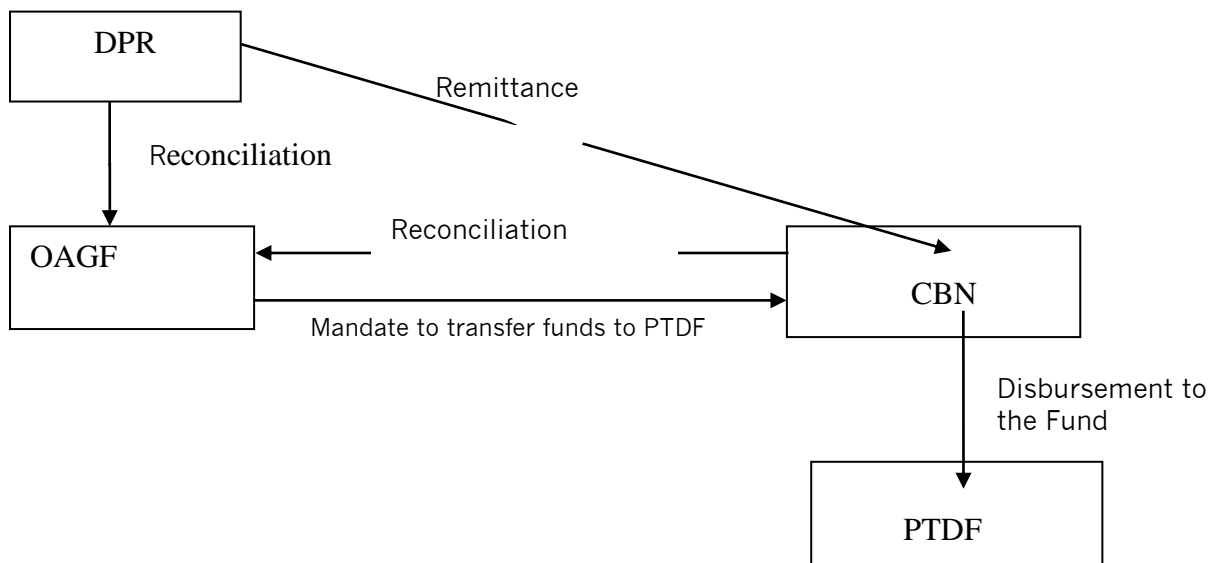 DPR
Remittance
Reconciliation
Reconciliation
OAGF
CBN
Mandate to transfer funds to PTDF
Disbursement to
the Fund
PTDF